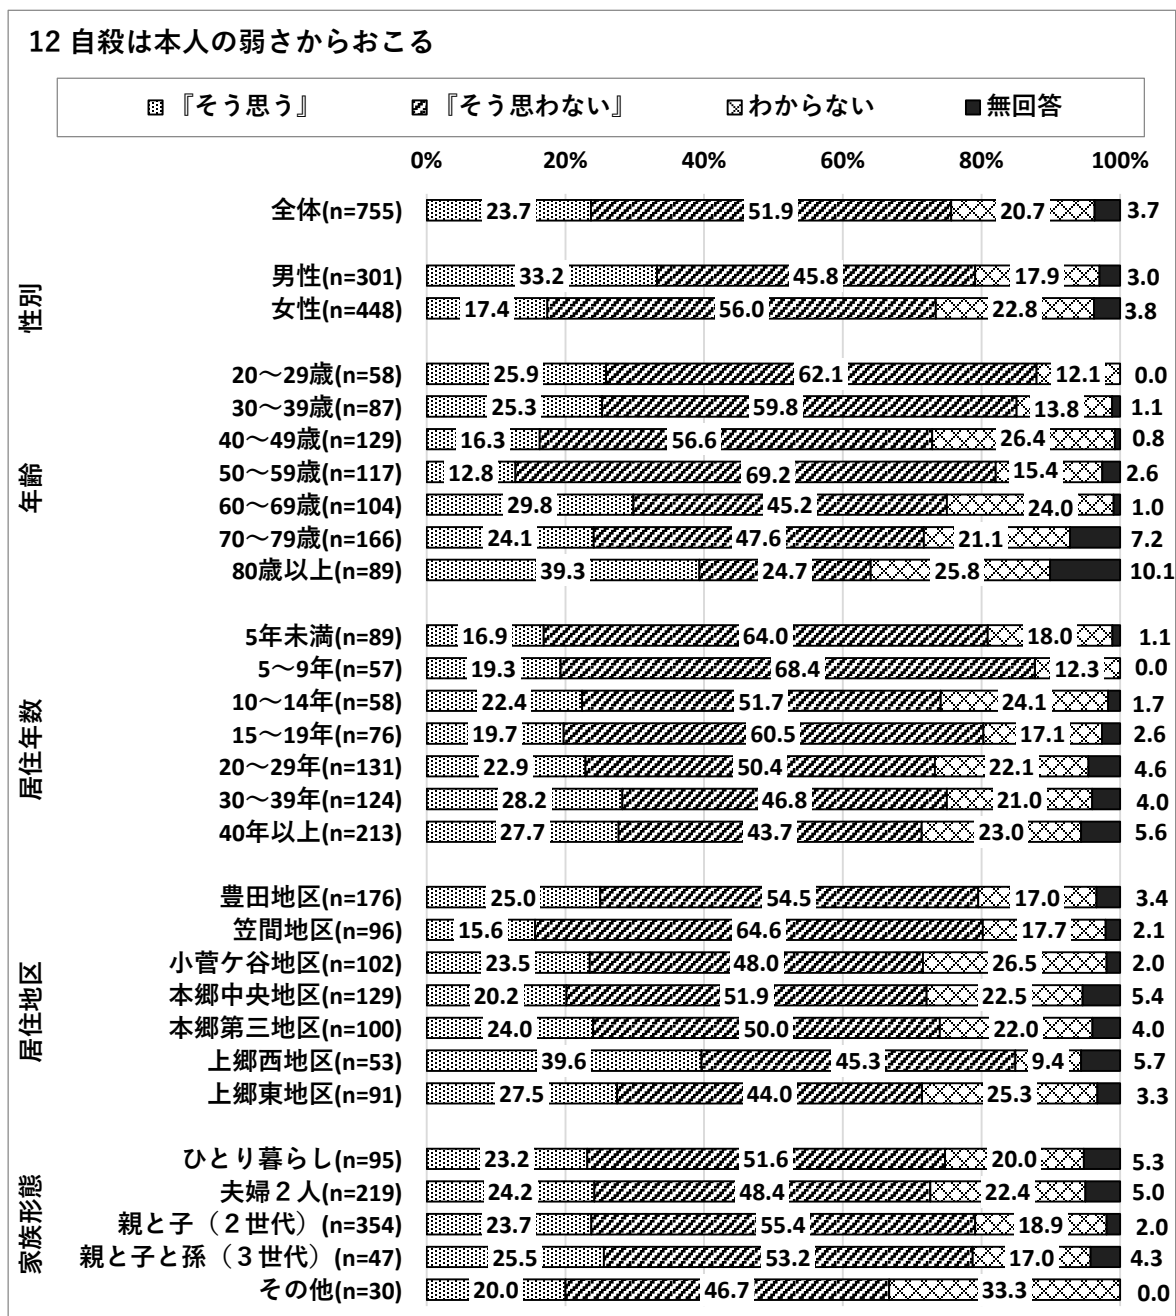 12 自殺は本人の弱さからおこる
『そう思う』 『そう思わない』 わからない 無回答
0% 20% 40% 60% 80% 100%
全体(n=755) 23.7 51.9 20.7 3.7
性別
男性(n=301) 33.2 45.8 17.9 3.0
女性(n=448) 17.4 56.0 22.8 3.8
年齢
20～29歳(n=58) 25.9 62.1 12.1 0.0
30～39歳(n=87) 25.3 59.8 13.8 1.1
40～49歳(n=129) 16.3 56.6 26.4 0.8
50～59歳(n=117) 12.8 69.2 15.4 2.6
60～69歳(n=104) 29.8 45.2 24.0 1.0
70～79歳(n=166) 24.1 47.6 21.1 7.2
80歳以上(n=89) 39.3 24.7 25.8 10.1
居住年数
5年未満(n=89) 16.9 64.0 18.0 1.1
5～9年(n=57) 19.3 68.4 12.3 0.0
10～14年(n=58) 22.4 51.7 24.1 1.7
15～19年(n=76) 19.7 60.5 17.1 2.6
20～29年(n=131) 22.9 50.4 22.1 4.6
30～39年(n=124) 28.2 46.8 21.0 4.0
40年以上(n=213) 27.7 43.7 23.0 5.6
居住地区
豊田地区(n=176) 25.0 54.5 17.0 3.4
笠間地区(n=96) 15.6 64.6 17.7 2.1
小菅ケ谷地区(n=102) 23.5 48.0 26.5 2.0
本郷中央地区(n=129) 20.2 51.9 22.5 5.4
本郷第三地区(n=100) 24.0 50.0 22.0 4.0
上郷西地区(n=53) 39.6 45.3 9.4 5.7
上郷東地区(n=91) 27.5 44.0 25.3 3.3
家族形態
ひとり暮らし(n=95) 23.2 51.6 20.0 5.3
夫婦２人(n=219) 24.2 48.4 22.4 5.0
親と子（２世代）(n=354) 23.7 55.4 18.9 2.0
親と子と孫（３世代）(n=47) 25.5 53.2 17.0 4.3
その他(n=30) 20.0 46.7 33.3 0.0